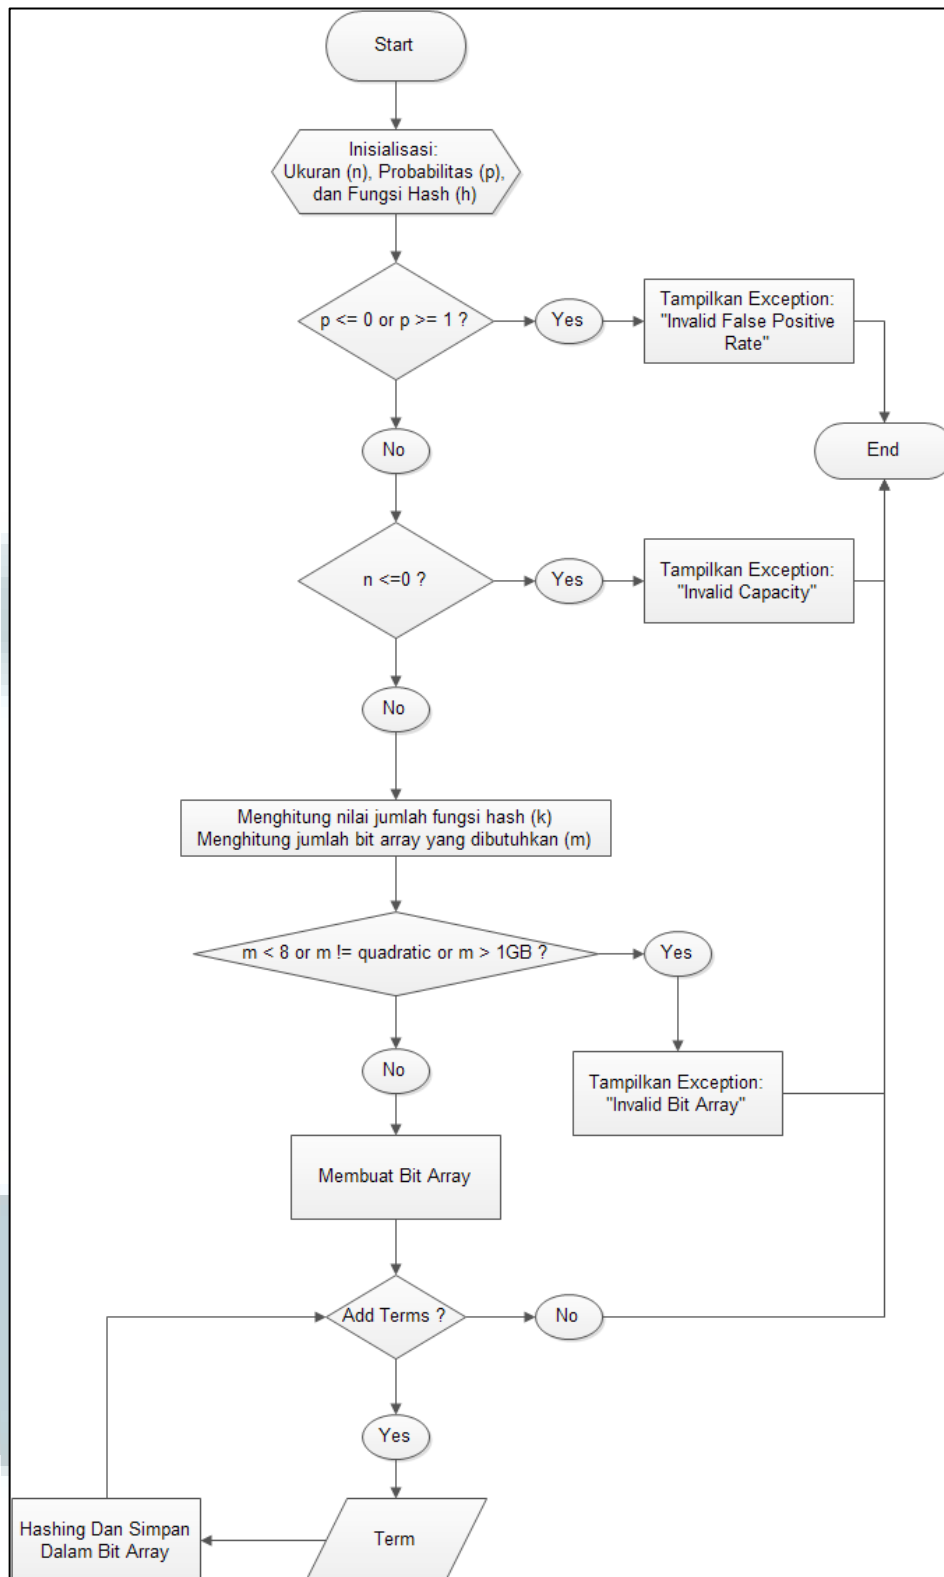 Start
Inisialisasi:
Ukuran (n), Probabilitas (p),
dan Fungsi Hash (h)
p <= 0 or p >= 1 ?
Yes
Tampilkan Exception:
"Invalid False Positive
Rate"
No
End
n <=0 ?
Yes
Tampilkan Exception:
"Invalid Capacity"
No
Menghitung nilai jumlah fungsi hash (k)
Menghitung jumlah bit array yang dibutuhkan (m)
m < 8 or m != quadratic or m > 1GB ?
Yes
No
Tampilkan Exception:
"Invalid Bit Array"
Membuat Bit Array
Add Terms ?
No
Yes
Hashing Dan Simpan
Dalam Bit Array
Term